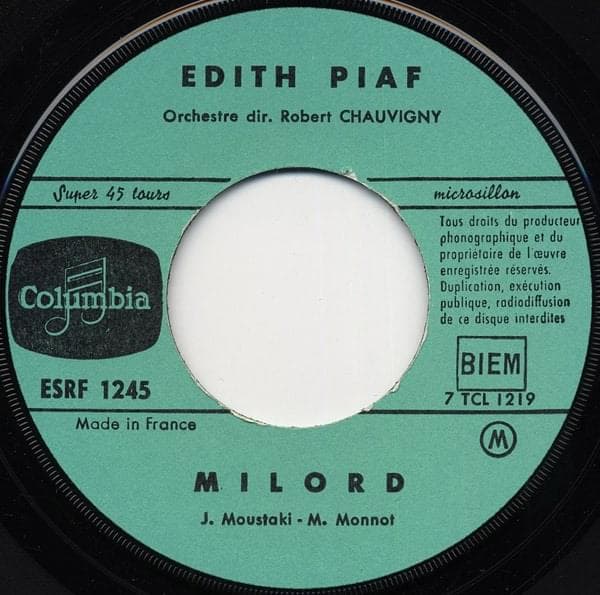 EDITH PIAF
Orchestre dir. Robert CHAUVIGNY
Super 45 tours
microsillon
Tous droits du producteur
phonographique et du
propriétaire de l'œuvre
enregistrée réservés.
Duplication, exécution
publique, radiodiffusion
de ce disque interdites
Columbia
BIEM
ESRF 1245
7 TCL 1219
Made in France
M
MILORD
J. Moustaki - M. Monnot